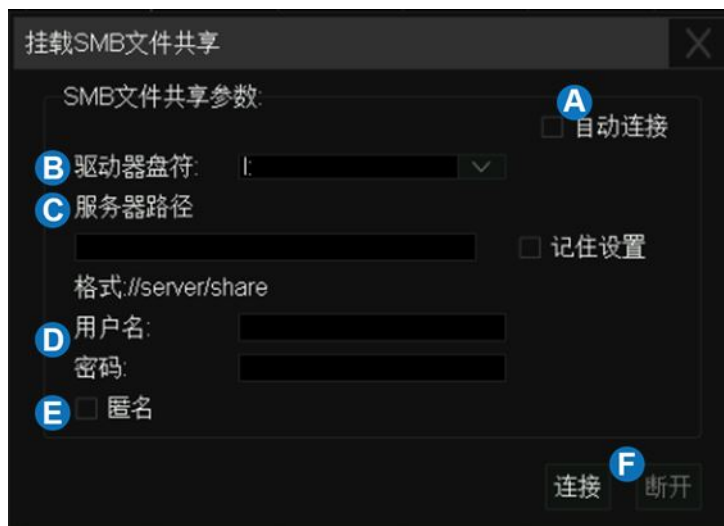 挂载SMB文件共享 X
SMB文件共享参数:
A
自动连接
B 驱动器盘符: I:
C 服务器路径
记住设置
格式://server/share
D 用户名:
密码:
E 匿名
F
连接 断开